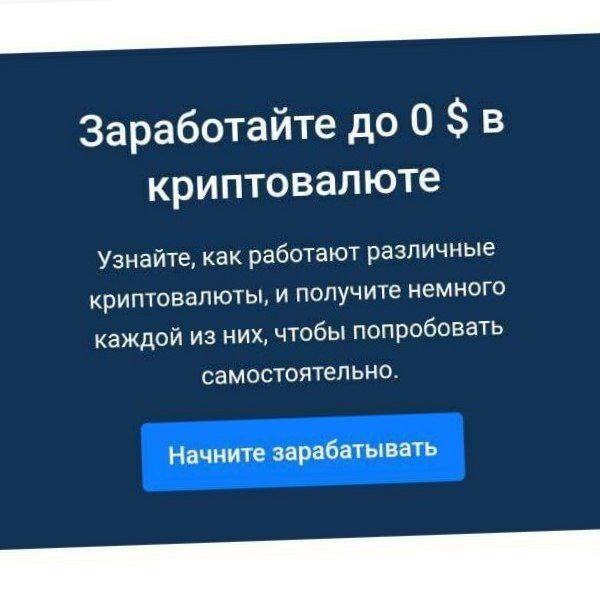 Заработайте до 0 $ в
криптовалюте
Узнайте, как работают различные
криптовалюты, и получите немного
каждой из них, чтобы попробовать
самостоятельно.
Начните зарабатывать